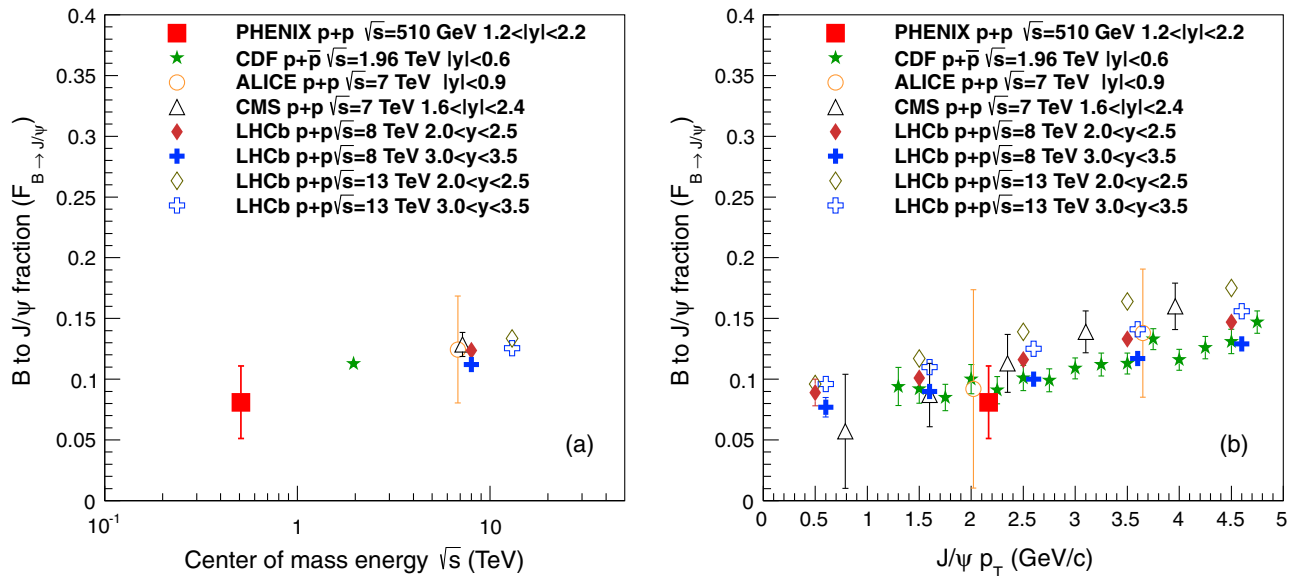 B to J/ψ fraction (F B → J/ψ)
0.4
0.35
0.3
0.25
0.2
0.15
0.1
0.05
0
PHENIX p+p √s=510 GeV 1.2<|y|<2.2
CDF p+p̅ √s=1.96 TeV |y|<0.6
ALICE p+p √s=7 TeV |y|<0.9
CMS p+p √s=7 TeV 1.6<|y|<2.4
LHCb p+p√s=8 TeV 2.0<y<2.5
LHCb p+p√s=8 TeV 3.0<y<3.5
LHCb p+p√s=13 TeV 2.0<y<2.5
LHCb p+p√s=13 TeV 3.0<y<3.5
(a)
10⁻¹ 1 10
Center of mass energy √s (TeV)
B to J/ψ fraction (F B → J/ψ)
0.4
0.35
0.3
0.25
0.2
0.15
0.1
0.05
0
PHENIX p+p √s=510 GeV 1.2<|y|<2.2
CDF p+p̅ √s=1.96 TeV |y|<0.6
ALICE p+p √s=7 TeV |y|<0.9
CMS p+p √s=7 TeV 1.6<|y|<2.4
LHCb p+p√s=8 TeV 2.0<y<2.5
LHCb p+p√s=8 TeV 3.0<y<3.5
LHCb p+p√s=13 TeV 2.0<y<2.5
LHCb p+p√s=13 TeV 3.0<y<3.5
(b)
0 0.5 1 1.5 2 2.5 3 3.5 4 4.5 5
J/ψ p_T (GeV/c)